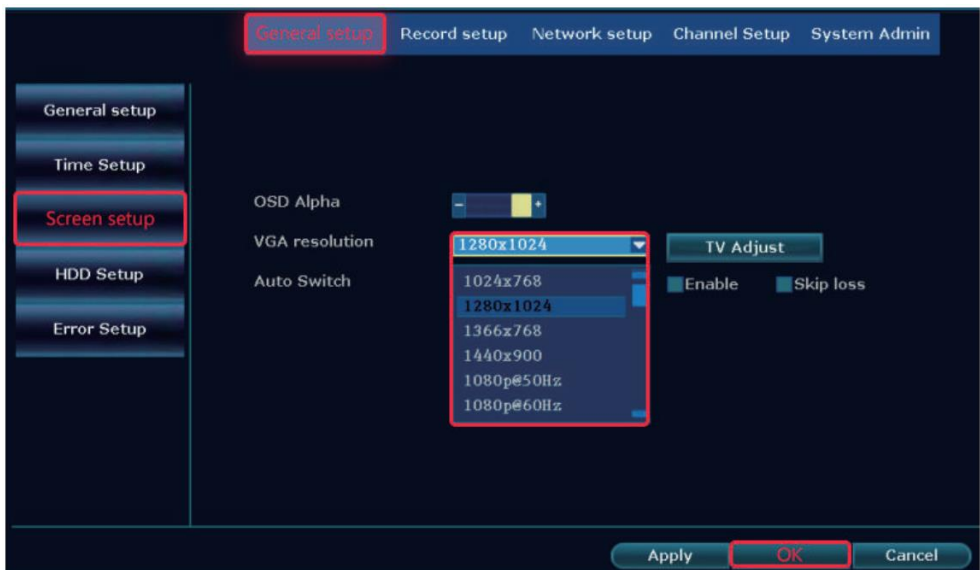 General setup Record setup Network setup Channel Setup System Admin
General setup
Time Setup
Screen setup
HDD Setup
Error Setup
OSD Alpha - +
VGA resolution 1280x1024 TV Adjust
Auto Switch Enable Skip loss
1024x768
1280x1024
1366x768
1440x900
1080p@50Hz
1080p@60Hz
Apply OK Cancel